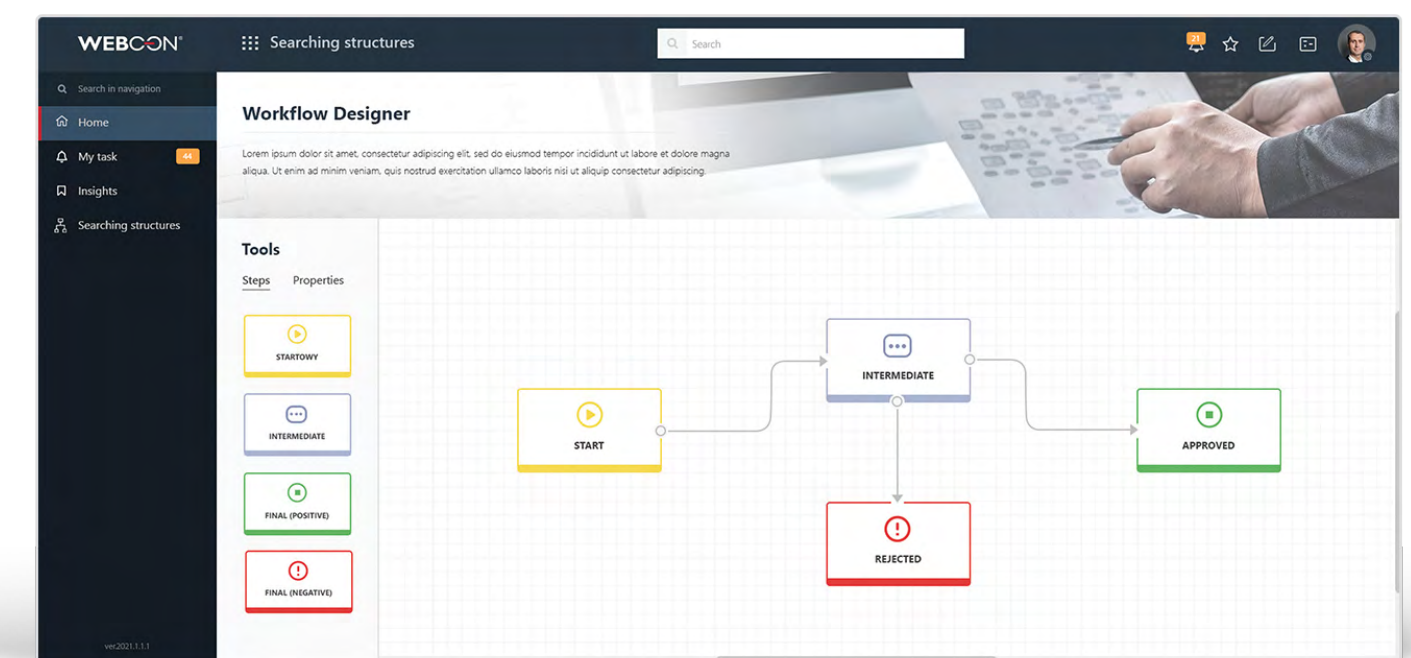 WEBCON
Searching structures
Search
21
Search in navigation
Home
My task
44
Insights
Searching structures
ver.2021.1.1.1
Workflow Designer
Lorem ipsum dolor sit amet, consectetur adipiscing elit, sed do eiusmod tempor incididunt ut labore et dolore magna
aliqua. Ut enim ad minim veniam, quis nostrud exercitation ullamco laboris nisi ut aliquip consectetur adipiscing.
Tools
Steps Properties
STARTOWY
INTERMEDIATE
FINAL (POSITIVE)
FINAL (NEGATIVE)
START
INTERMEDIATE
APPROVED
REJECTED